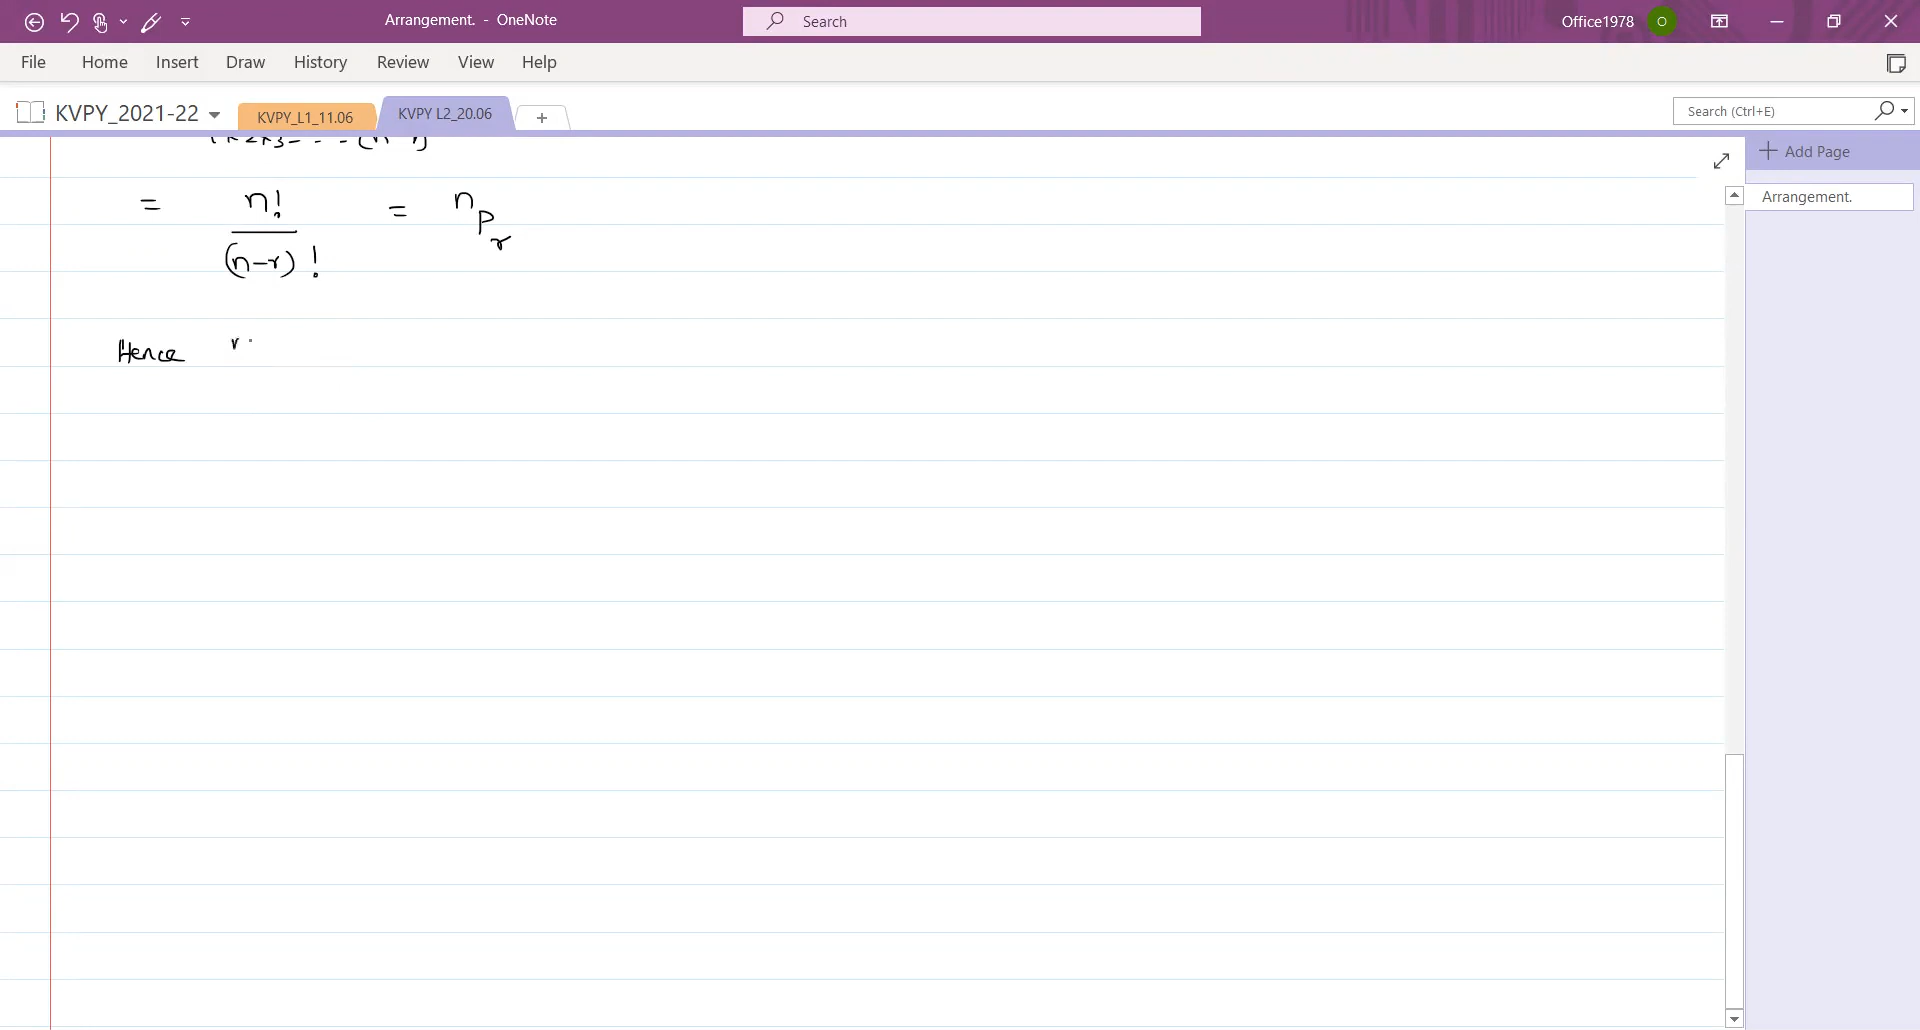 Arrangement. - OneNote
Search
Office1978
O
File Home Insert Draw History Review View Help
KVPY_2021-22
KVPY_L1_11.06
KVPY L2_20.06
Search (Ctrl+E)
Add Page
Arrangement.
= n! / (n-r)! = nPr
Hence